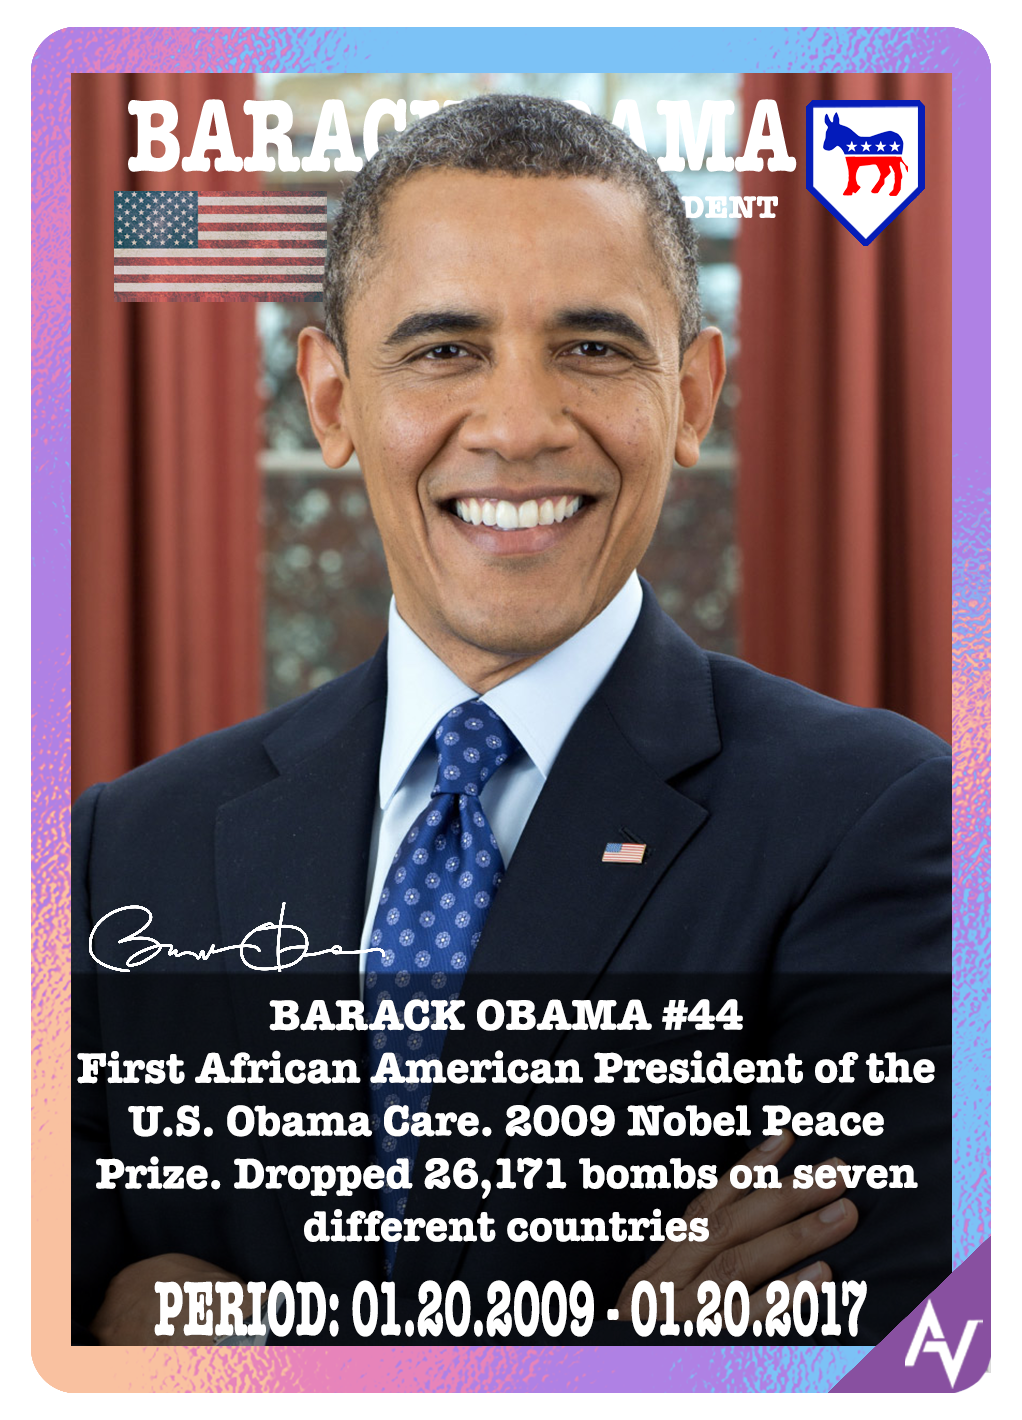 BARAC AMA
DENT
BARACK OBAMA #44
First African American President of the
U.S. Obama Care. 2009 Nobel Peace
Prize. Dropped 26,171 bombs on seven
different countries
PERIOD: 01.20.2009 - 01.20.2017
AV